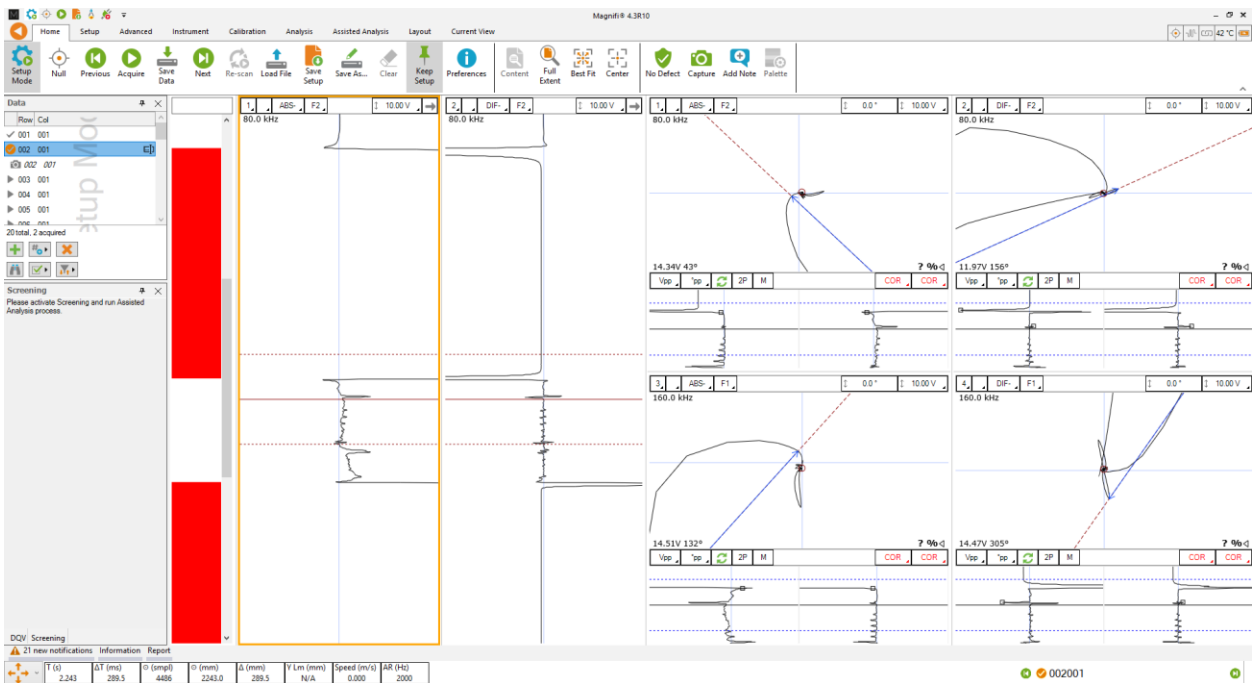 Magnifi® 4.3R10
Home Setup Advanced Instrument Calibration Analysis Assisted Analysis Layout Current View
42 °C
Setup Mode Null Previous Acquire Save Data Next Re-scan Load File Save Setup Save As... Clear Keep Setup Preferences Content Full Extent Best Fit Center No Defect Capture Add Note Palette
Data
Row Col
001 001
002 001
002 001
003 001
004 001
005 001
006 001
Setup Mod
20 total, 2 acquired
Screening
Please activate Screening and run Assisted
Analysis process.
DQV Screening
1 ABS- F2 10.00 V
80.0 kHz
2 DIF- F2 10.00 V
80.0 kHz
1 ABS- F2 0.0 ° 10.00 V
80.0 kHz
14.34V 43° ? %
Vpp °pp 2P M COR COR
2 DIF- F2 0.0 ° 10.00 V
80.0 kHz
11.97V 156° ? %
Vpp °pp 2P M COR COR
3 ABS- F1 0.0 ° 10.00 V
160.0 kHz
14.51V 132° ? %
Vpp °pp 2P M COR COR
4 DIF- F1 0.0 ° 10.00 V
160.0 kHz
14.47V 305° ? %
Vpp °pp 2P M COR COR
21 new notifications Information Report
T (s) ΔT (ms) ⊙ (smpl) ⊙ (mm) Δ (mm) Y Lm (mm) Speed (m/s) AR (Hz)
2.243 289.5 4486 2243.0 289.5 N/A 0.000 2000
002001